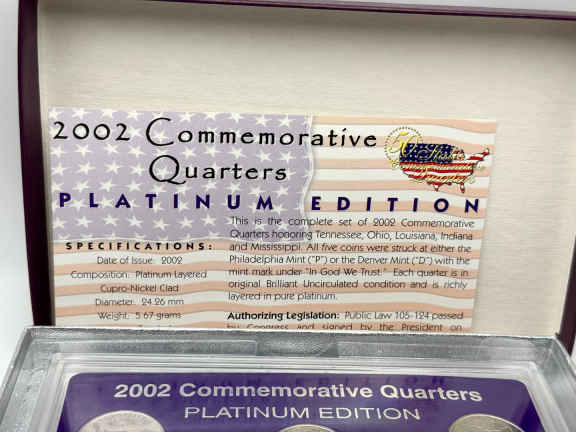 2002 Commemorative
Quarters
PLATINUM EDITION
SPECIFICATIONS:
Date of Issue: 2002
Composition: Platinum Layered
Cupro-Nickel Clad
Diameter: 24.26 mm
Weight: 5.67 grams
This is the complete set of 2002 Commemorative
Quarters honoring Tennessee, Ohio, Louisiana, Indiana
and Mississippi. All five coins were struck at either the
Philadelphia Mint ("P") or the Denver Mint ("D") with the
mint mark under "In God We Trust." Each quarter is in
original Brilliant Uncirculated condition and is richly
layered in pure platinum.
Authorizing Legislation: Public Law 105-124 passed
by Congress and signed by the President on
2002 Commemorative Quarters
PLATINUM EDITION